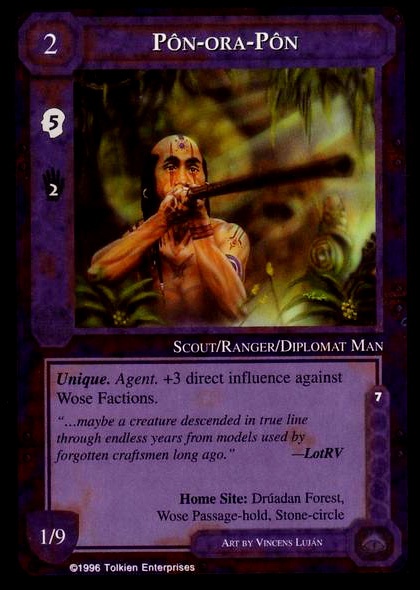 2
PÔN-ORA-PÔN
5
2
SCOUT/RANGER/DIPLOMAT MAN
Unique. Agent. +3 direct influence against
Wose Factions.
7
“...maybe a creature descended in true line
through endless years from models used by
forgotten craftsmen long ago.” —LotRV
Home Site: Drúadan Forest,
Wose Passage-hold, Stone-circle
1/9
ART BY VINCENS LUJÁN
©1996 Tolkien Enterprises